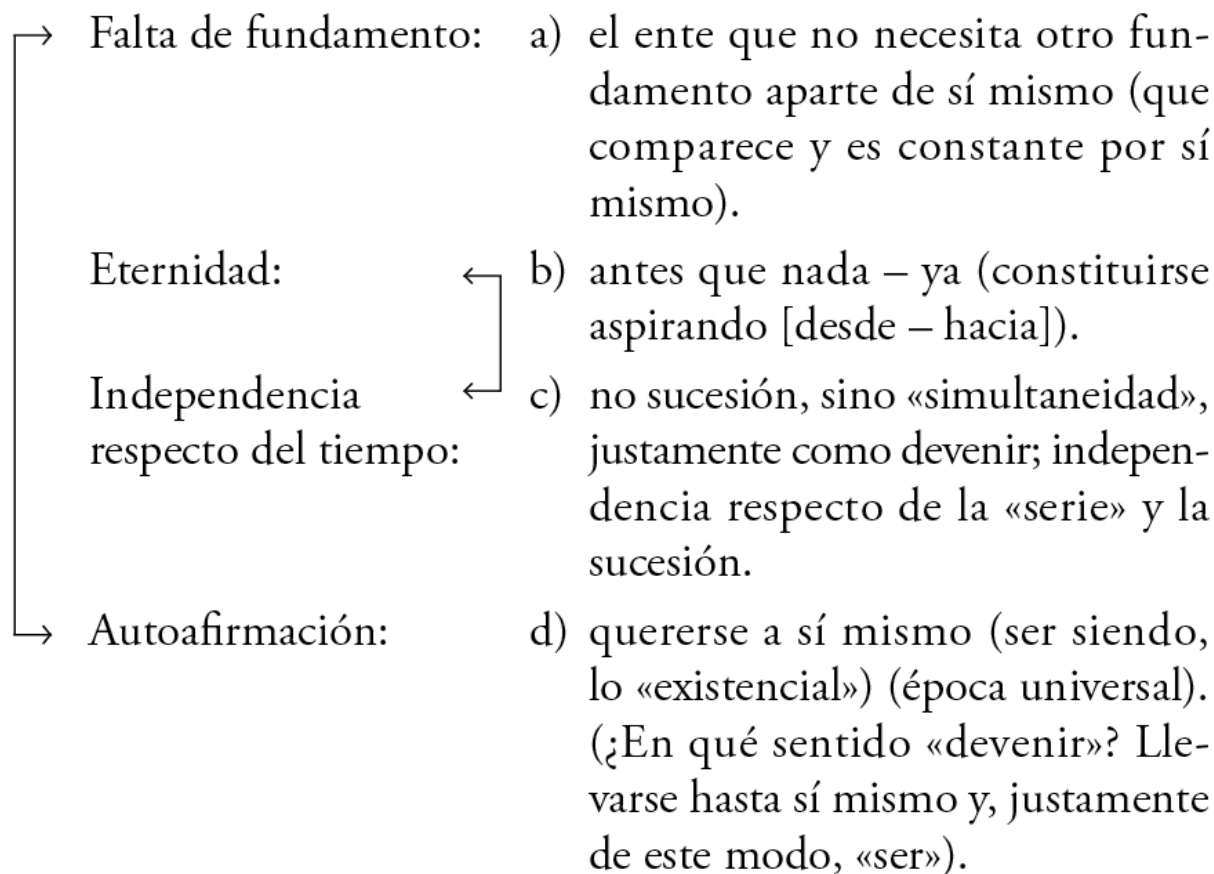 Falta de fundamento: a) el ente que no necesita otro fun-
damento aparte de sí mismo (que
comparece y es constante por sí
mismo).
Eternidad: b) antes que nada – ya (constituirse
aspirando [desde – hacia]).
Independencia c) no sucesión, sino «simultaneidad»,
respecto del tiempo: justamente como devenir; indepen-
dencia respecto de la «serie» y la
sucesión.
Autoafirmación: d) quererse a sí mismo (ser siendo,
lo «existencial») (época universal).
(¿En qué sentido «devenir»? Lle-
varse hasta sí mismo y, justamente
de este modo, «ser»).